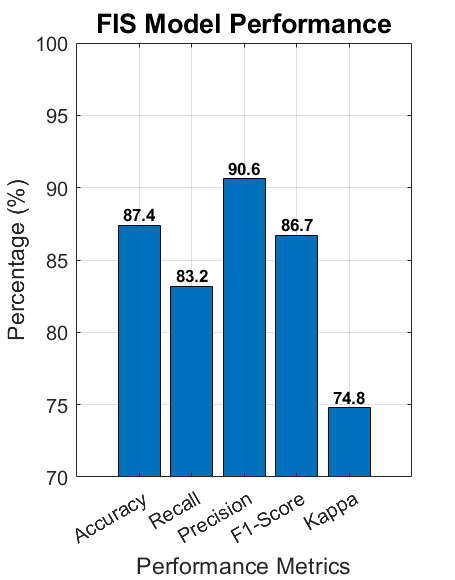 FIS Model Performance
100
95
90
85
80
75
70
Percentage (%)
87.4
83.2
90.6
86.7
74.8
Accuracy
Recall
Precision
F1-Score
Kappa
Performance Metrics